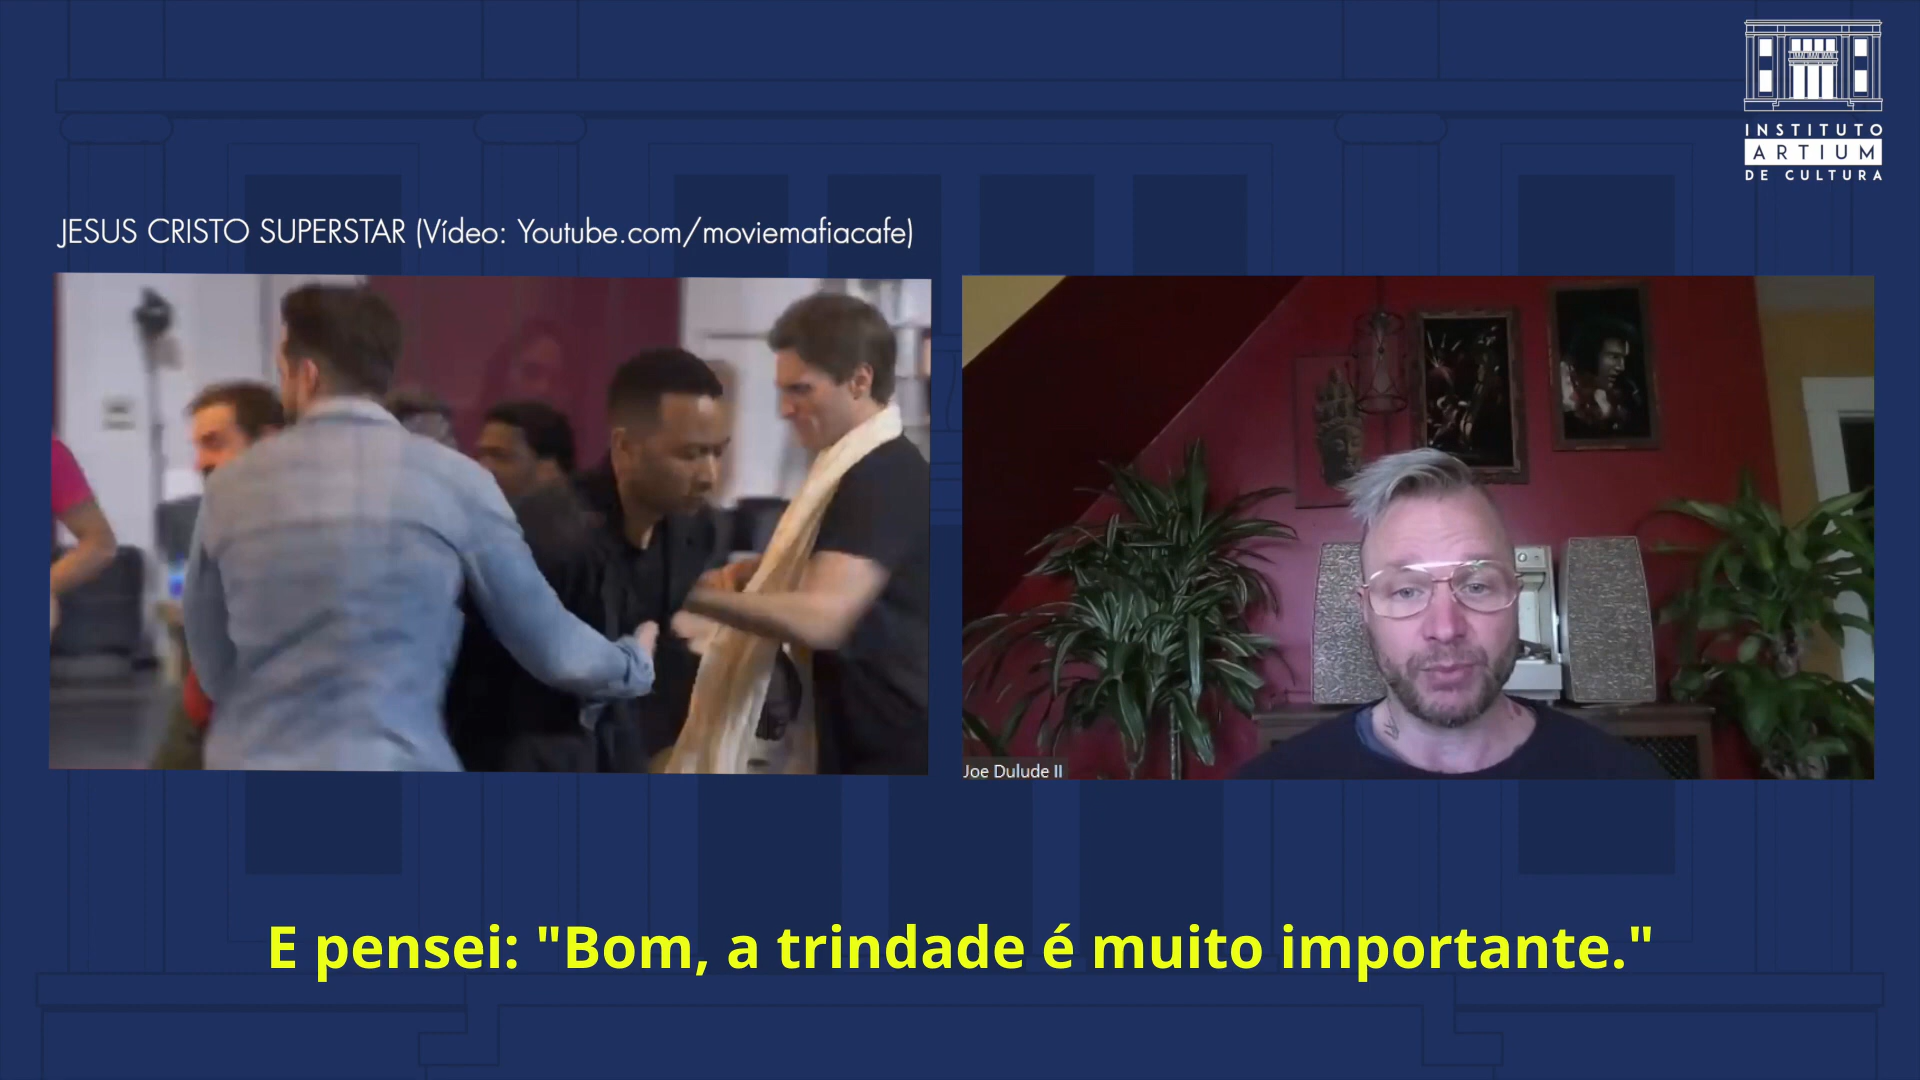 INSTITUTO
ARTIUM
DE CULTURA
JESUS CRISTO SUPERSTAR (Vídeo: Youtube.com/moviemafiacafe)
Joe Dulude II
E pensei: "Bom, a trindade é muito importante."